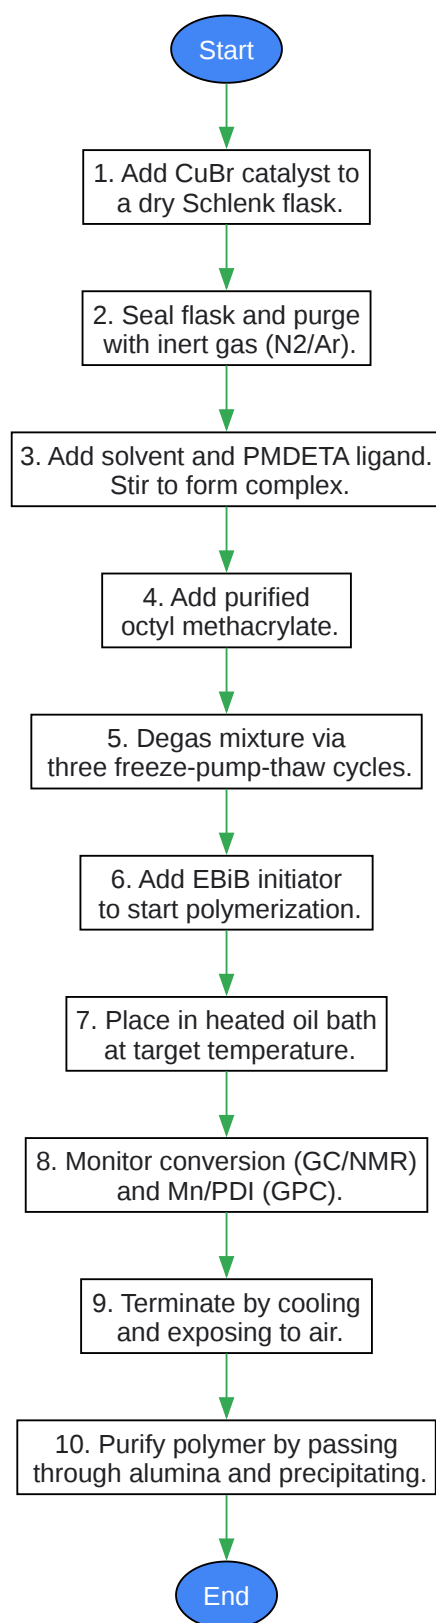 Start
1. Add CuBr catalyst to
a dry Schlenk flask.
2. Seal flask and purge
with inert gas (N2/Ar).
3. Add solvent and PMDETA ligand.
Stir to form complex.
4. Add purified
octyl methacrylate.
5. Degas mixture via
three freeze-pump-thaw cycles.
6. Add EBiB initiator
to start polymerization.
7. Place in heated oil bath
at target temperature.
8. Monitor conversion (GC/NMR)
and Mn/PDI (GPC).
9. Terminate by cooling
and exposing to air.
10. Purify polymer by passing
through alumina and precipitating.
End